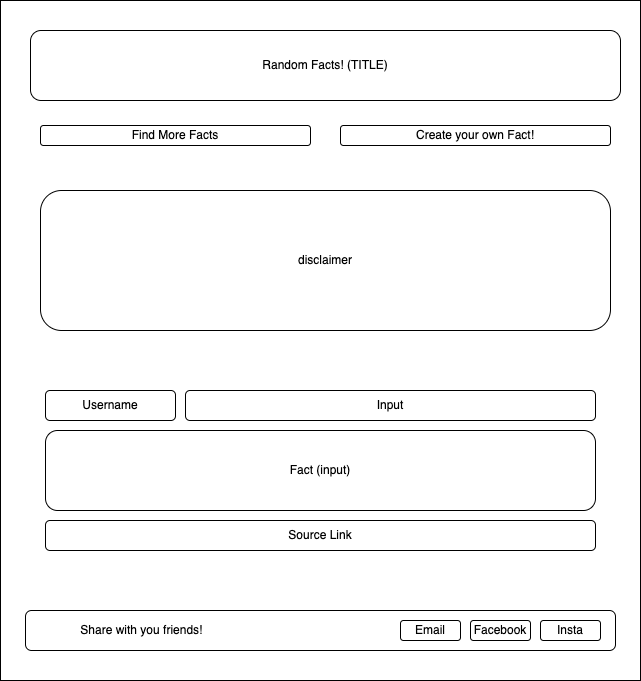 Random Facts! (TITLE)
Find More Facts
Create your own Fact!
disclaimer
Username
Input
Fact (input)
Source Link
Share with you friends!
Email
Facebook
Insta